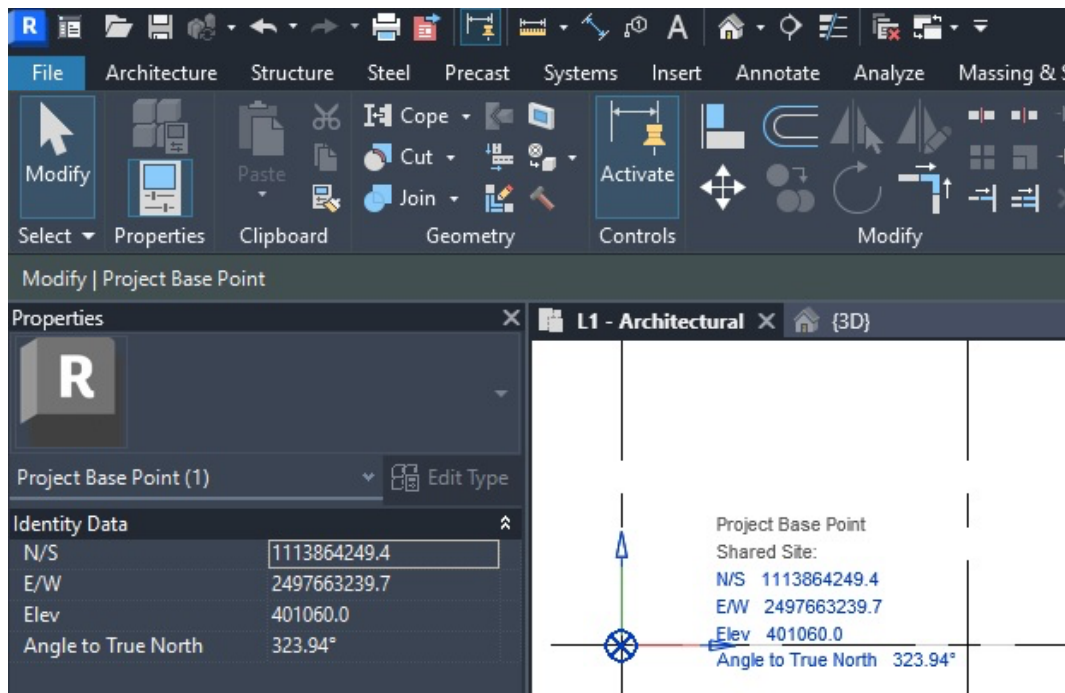 R
A
File Architecture Structure Steel Precast Systems Insert Annotate Analyze Massing &
Modify
Paste
Cope
Cut
Join
Activate
Select Properties Clipboard Geometry Controls Modify
Modify | Project Base Point
Properties
L1 - Architectural {3D}
R
Project Base Point (1) Edit Type
Identity Data
N/S 1113864249.4
E/W 2497663239.7
Elev 401060.0
Angle to True North 323.94°
Project Base Point
Shared Site:
N/S 1113864249.4
E/W 2497663239.7
Elev 401060.0
Angle to True North 323.94°